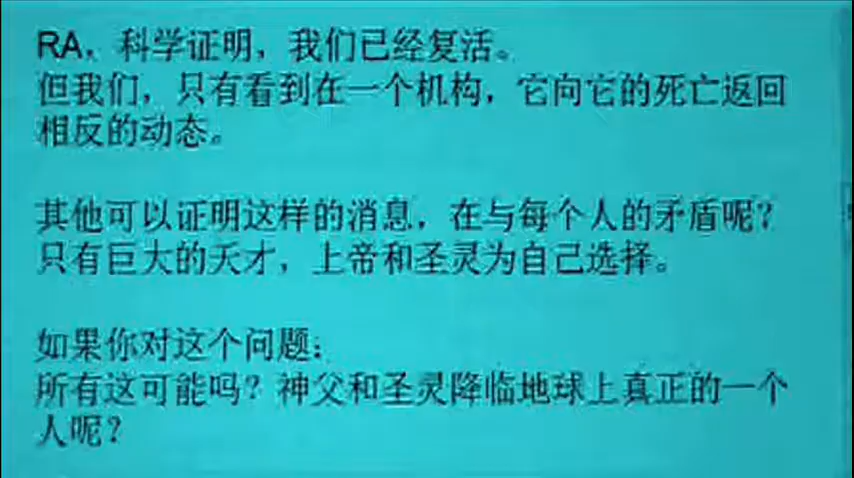 RA，科学证明，我们已经复活。
但我们，只有看到在一个机构，它向它的死亡返回
相反的动态。
其他可以证明这样的消息，在与每个人的矛盾呢？
只有巨大的天才，上帝和圣灵为自己选择。
如果你对这个问题：
所有这可能吗？神父和圣灵降临地球上真正的一个
人呢？